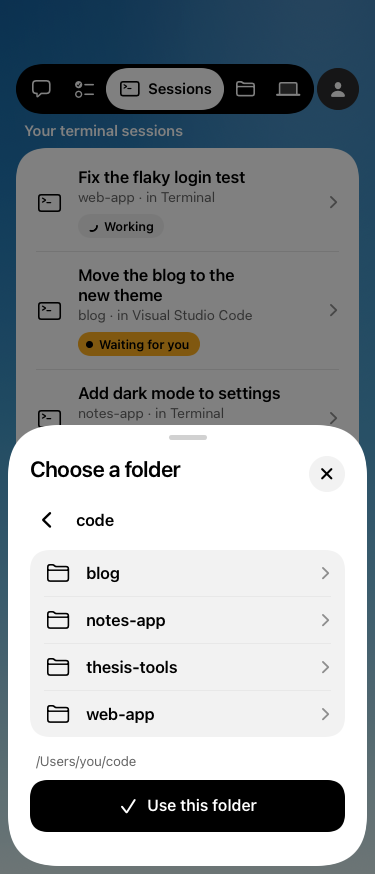 Sessions
Your terminal sessions
Fix the flaky login test
web-app · in Terminal
Working
Move the blog to the
new theme
blog · in Visual Studio Code
Waiting for you
Add dark mode to settings
notes-app · in Terminal
Choose a folder
code
blog
notes-app
thesis-tools
web-app
/Users/you/code
Use this folder